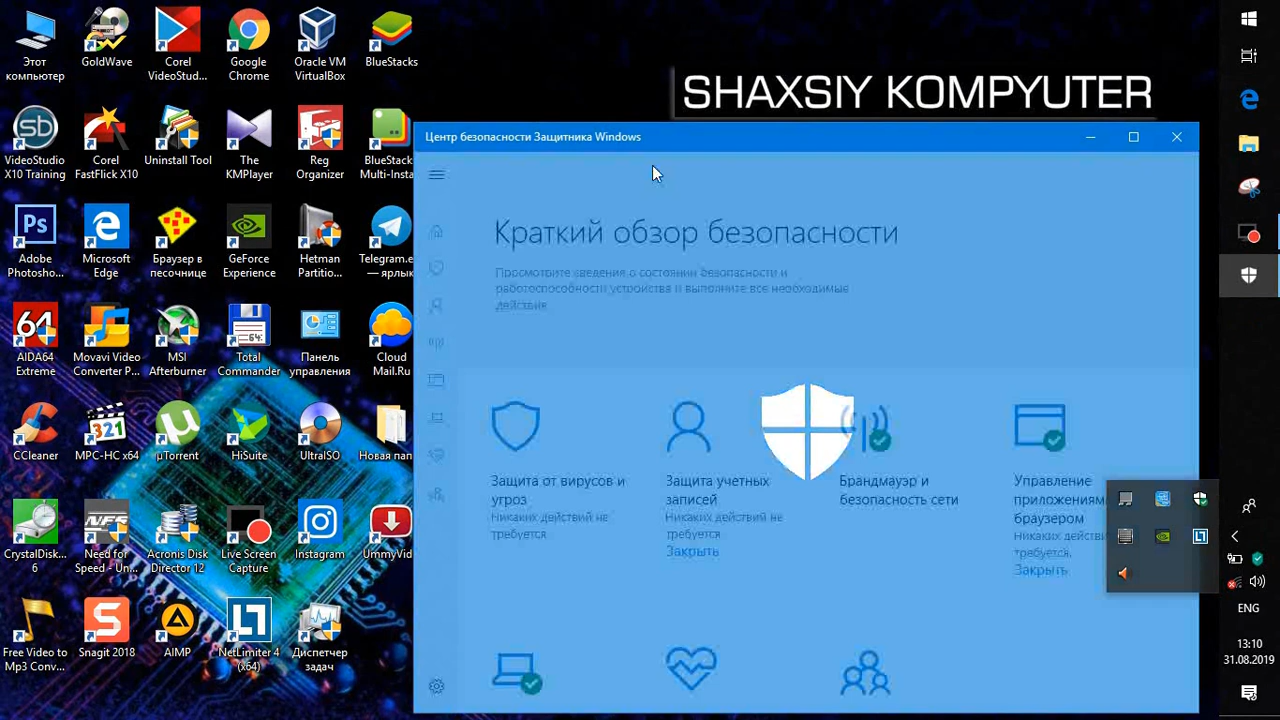 SHAXSIY KOMPYUTER
Этот
компьютер
GoldWave
Corel
VideoStud...
Google
Chrome
Oracle VM
VirtualBox
BlueStacks
VideoStudio
X10 Training
Corel
FastFlick X10
Uninstall Tool
The
KMPlayer
Reg
Organizer
BlueStack
Multi-Insta
Adobe
Photosho...
Microsoft
Edge
Браузер в
песочнице
GeForce
Experience
Hetman
Partitio...
Telegram.e
— ярлык
AIDA64
Extreme
Movavi Video
Converter P...
MSI
Afterburner
Total
Commander
Панель
управления
Cloud
Mail.Ru
CCleaner
MPC-HC x64
µTorrent
HiSuite
UltraISO
Новая пап
CrystalDisk...
6
Need for
Speed - Un...
Acronis Disk
Director 12
Live Screen
Capture
Instagram
UmmyVid
Free Video to
Mp3 Conv...
Snagit 2018
AIMP
NetLimiter 4
(x64)
Диспетчер
задач
Центр безопасности Защитника Windows
Краткий обзор безопасности
Просмотрите сведения о состоянии безопасности и
работоспособности устройства и выполните все необходимые
действия.
Защита от вирусов и
угроз
Никаких действий не
требуется.
Защита учетных
записей
Никаких действий не
требуется.
Закрыть
Брандмауэр и
безопасность сети
Управление
приложениям
браузером
Никаких действи
требуется.
Закрыть
ENG
13:10
31.08.2019